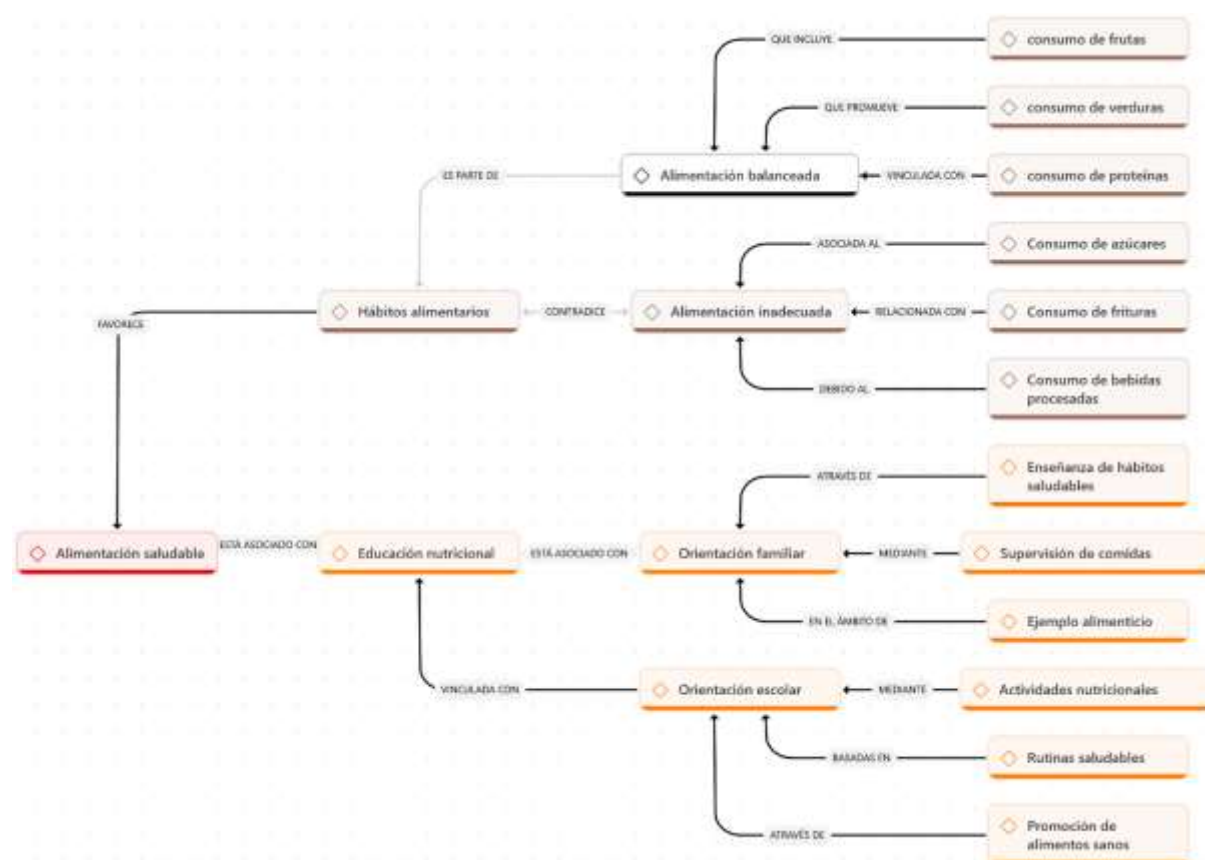 QUE INCLUYE
consumo de frutas
QUE PROMUEVE
consumo de verduras
ES PARTE DE
Alimentación balanceada
VINCULADA CON
consumo de proteínas
ASOCIADA AL
Consumo de azúcares
FAVORECE
Hábitos alimentarios
CONTRADICE
Alimentación inadecuada
RELACIONADA CON
Consumo de frituras
DEBIDO AL
Consumo de bebidas
procesadas
ATRAVÉS DE
Enseñanza de hábitos
saludables
Alimentación saludable
ESTÁ ASOCIADO CON
Educación nutricional
ESTÁ ASOCIADO CON
Orientación familiar
MEDIANTE
Supervisión de comidas
EN EL ÁMBITO DE
Ejemplo alimenticio
VINCULADA CON
Orientación escolar
MEDIANTE
Actividades nutricionales
BASADAS EN
Rutinas saludables
ATRAVÉS DE
Promoción de
alimentos sanos